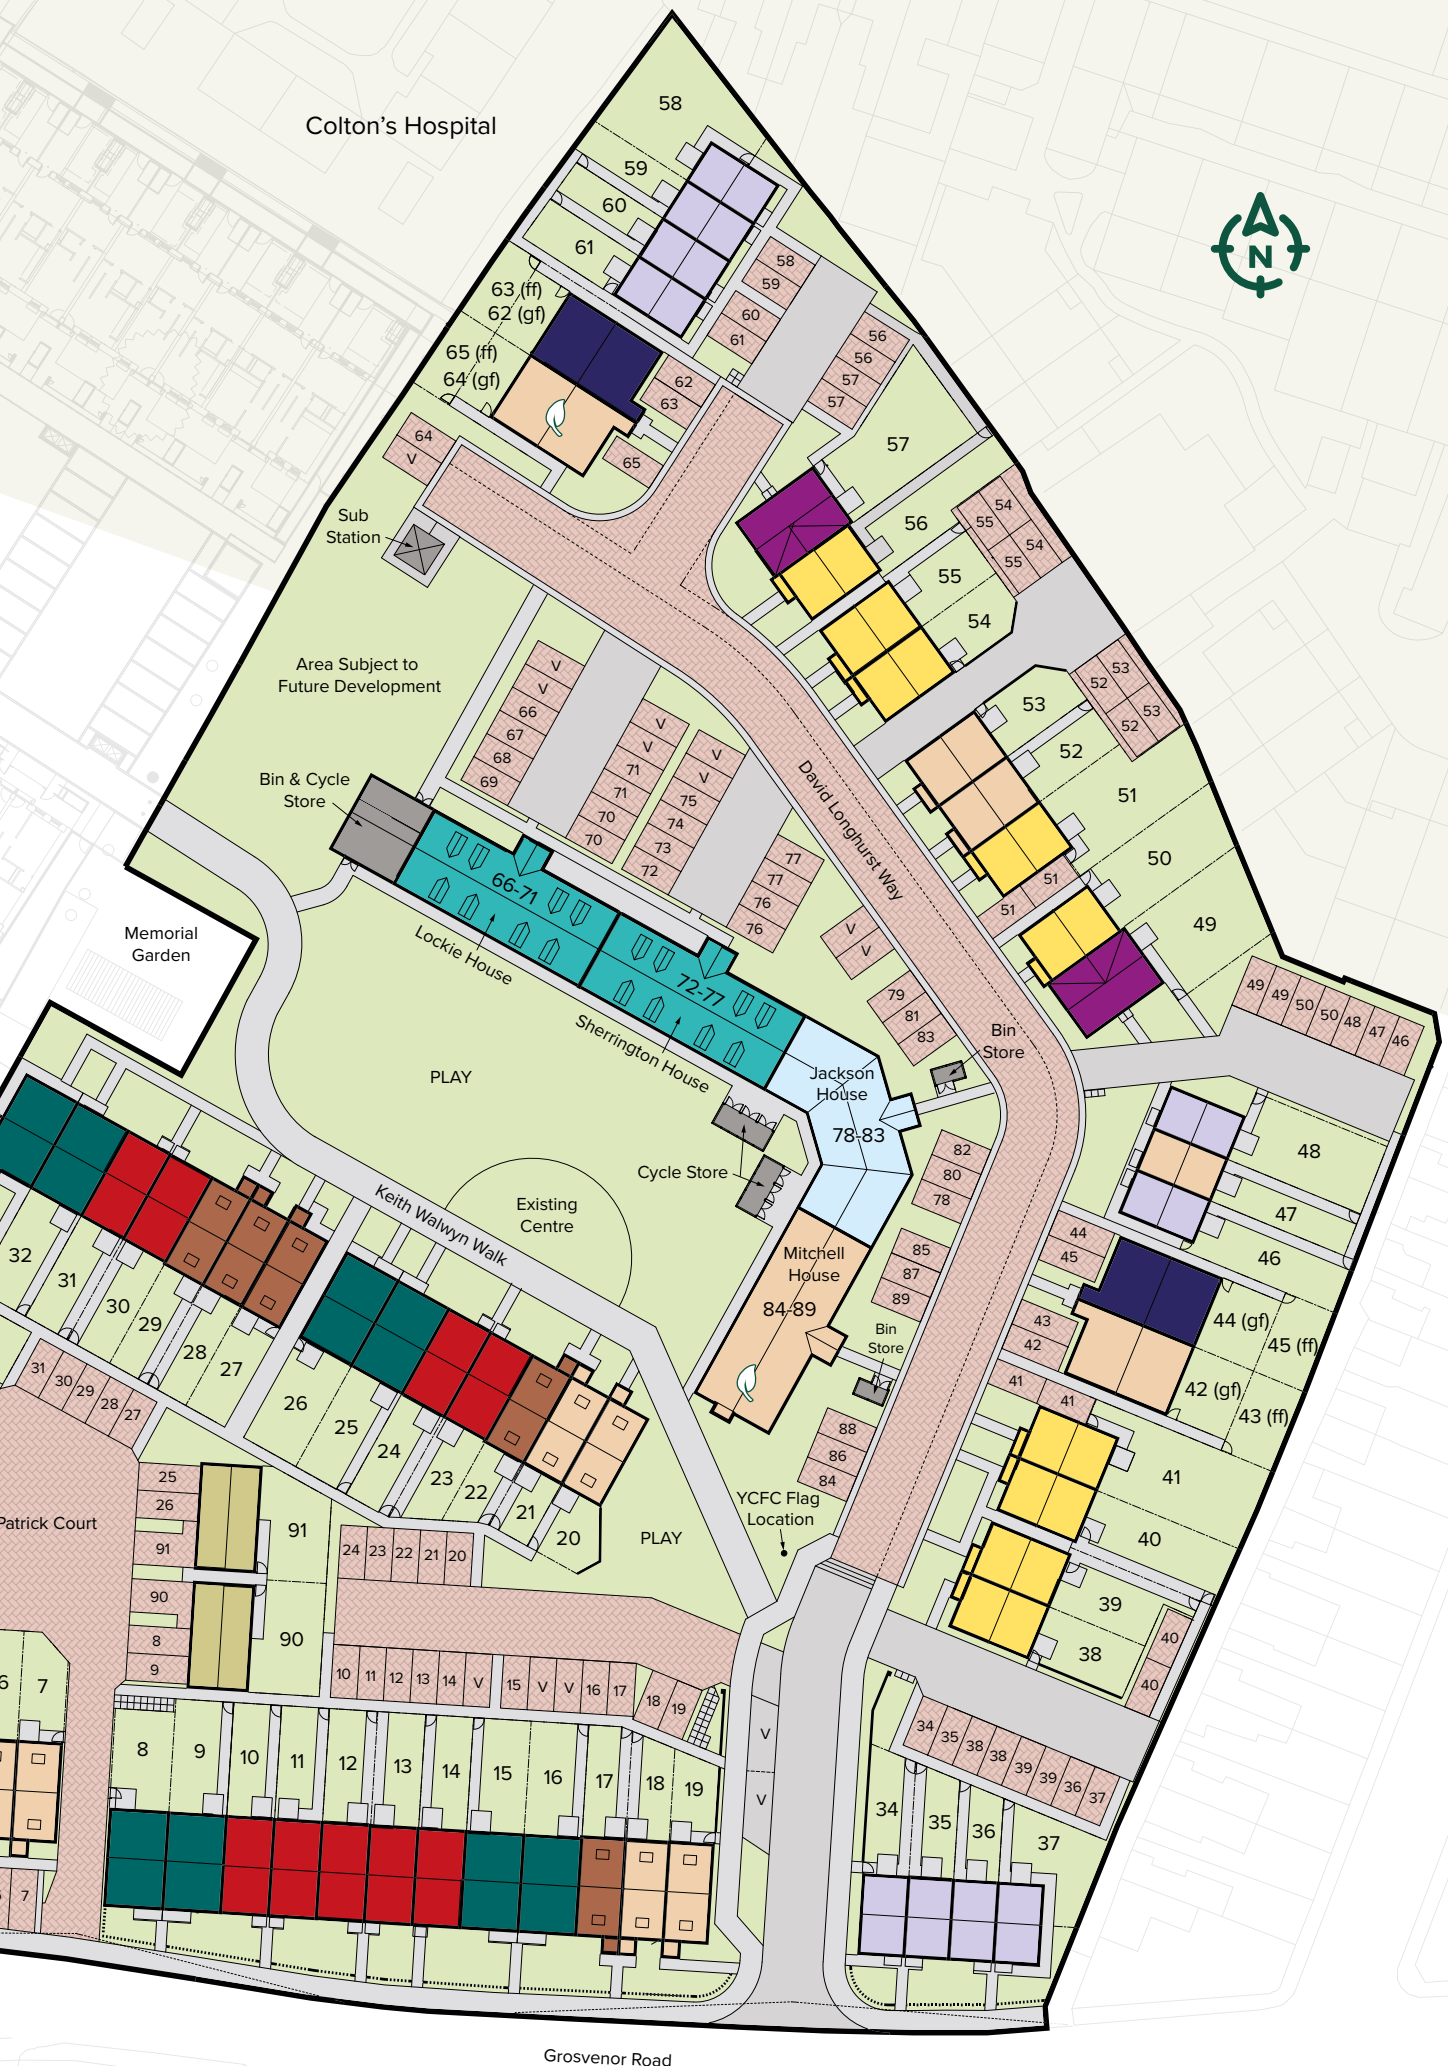 58
Colton's Hospital
59
60
61
N
58
59
63 (ff)
62 (gf)
60
61
56
56
57
57
65 (ff)
64 (gf)
62
63
64
V
65
57
Sub
Station
56
54
55
54
55
55
54
Area Subject to
Future Development
V
V
66
67
68
69
53
52
53
52
53
52
V
V
71
71
70
70
V
V
75
74
73
72
51
Bin & Cycle
Store
David Longhurst Way
77
77
76
76
50
51
51
66-71
Lockie House
V
V
49
Memorial
Garden
72-77
Sherrington House
79
81
83
49
49
50
50
48
47
46
Bin
Store
PLAY
Jackson
House
78-83
Cycle Store
82
80
78
48
47
46
Existing
Centre
Keith Walwyn Walk
44
45
Mitchell
House
84-89
85
87
89
32
31
30
29
28
27
44 (gf)
45 (ff)
43
42
Bin
Store
42 (gf)
43 (ff)
31
30
29
28
27
41
41
26
25
24
23
22
21
20
88
86
84
41
25
26
91
Patrick Court
91
YCFC Flag
Location
PLAY
40
24
23
22
21
20
90
8
9
90
39
38
40
40
6
7
10
11
12
13
14
V
15
V
V
16
17
18
19
34
35
38
38
39
39
36
37
8
9
10
11
12
13
14
15
16
17
18
19
V
V
34
35
36
37
7
Grosvenor Road